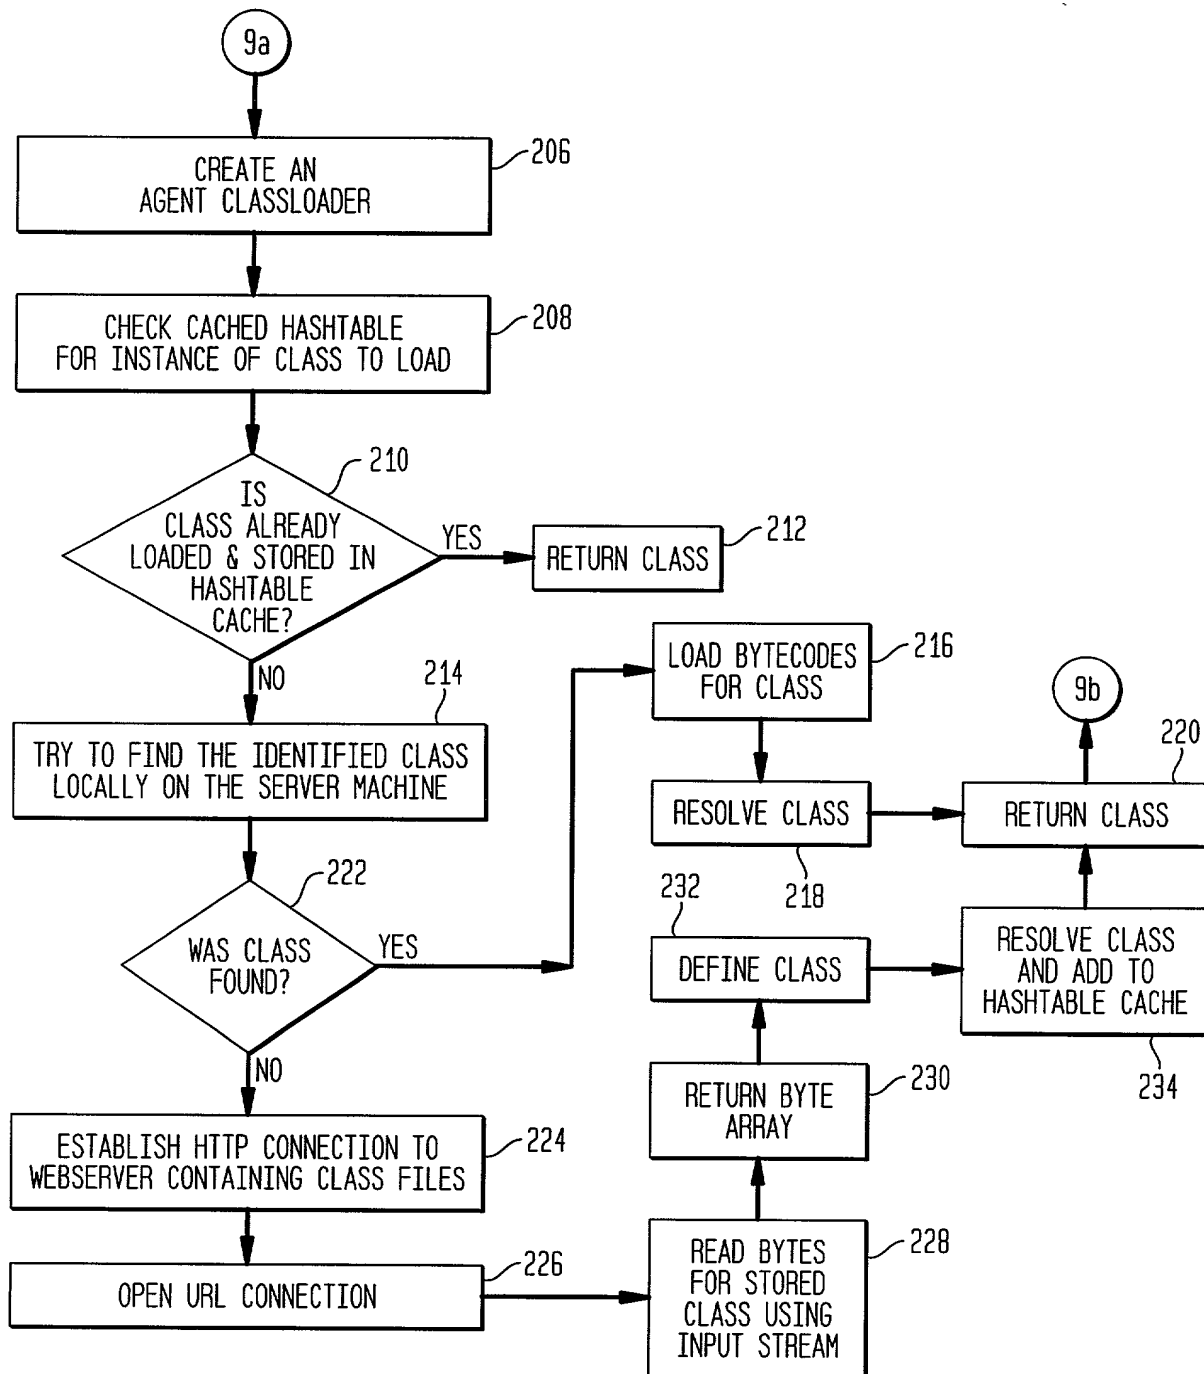 9a
CREATE AN
AGENT CLASSLOADER
206
CHECK CACHED HASHTABLE
FOR INSTANCE OF CLASS TO LOAD
208
IS
CLASS ALREADY
LOADED & STORED IN
HASHTABLE
CACHE?
210
YES
RETURN CLASS
212
NO
TRY TO FIND THE IDENTIFIED CLASS
LOCALLY ON THE SERVER MACHINE
214
WAS CLASS
FOUND?
222
YES
LOAD BYTECODES
FOR CLASS
216
RESOLVE CLASS
218
9b
RETURN CLASS
220
NO
ESTABLISH HTTP CONNECTION TO
WEBSERVER CONTAINING CLASS FILES
224
OPEN URL CONNECTION
226
READ BYTES
FOR STORED
CLASS USING
INPUT STREAM
228
RETURN BYTE
ARRAY
230
DEFINE CLASS
232
RESOLVE CLASS
AND ADD TO
HASHTABLE CACHE
234